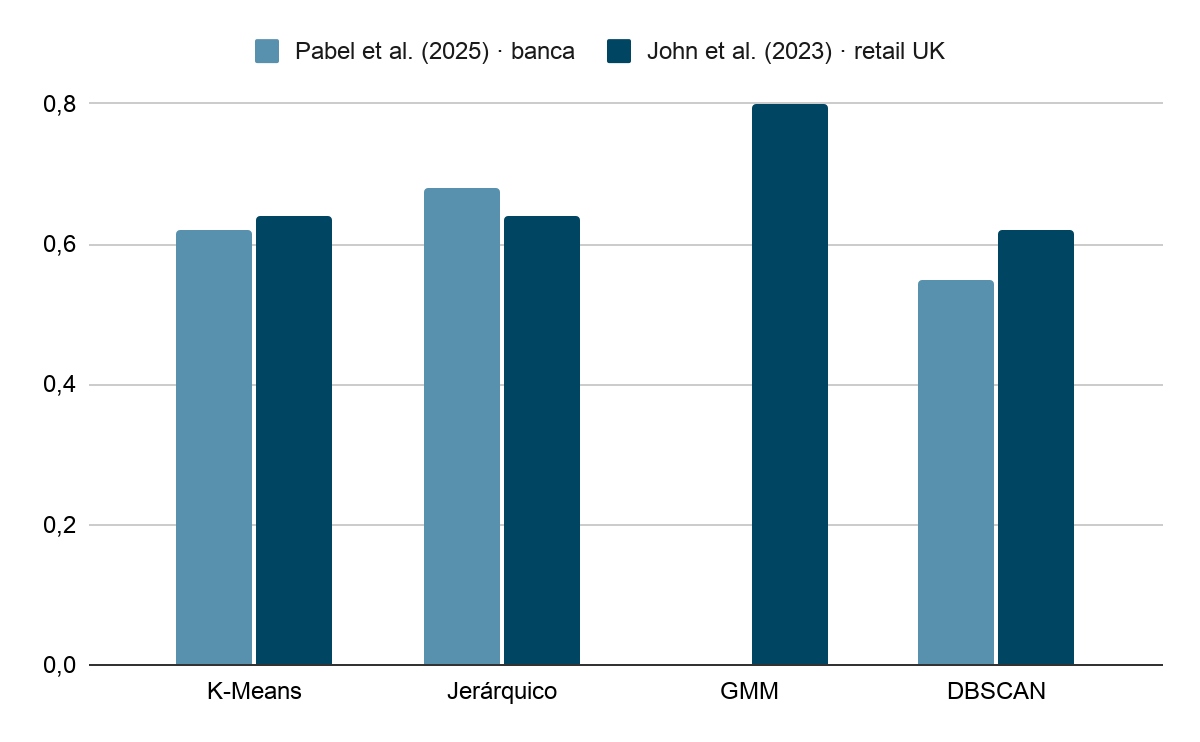 Pabel et al. (2025) · banca John et al. (2023) · retail UK
0,8
0,6
0,4
0,2
0,0
K-Means Jerárquico GMM DBSCAN